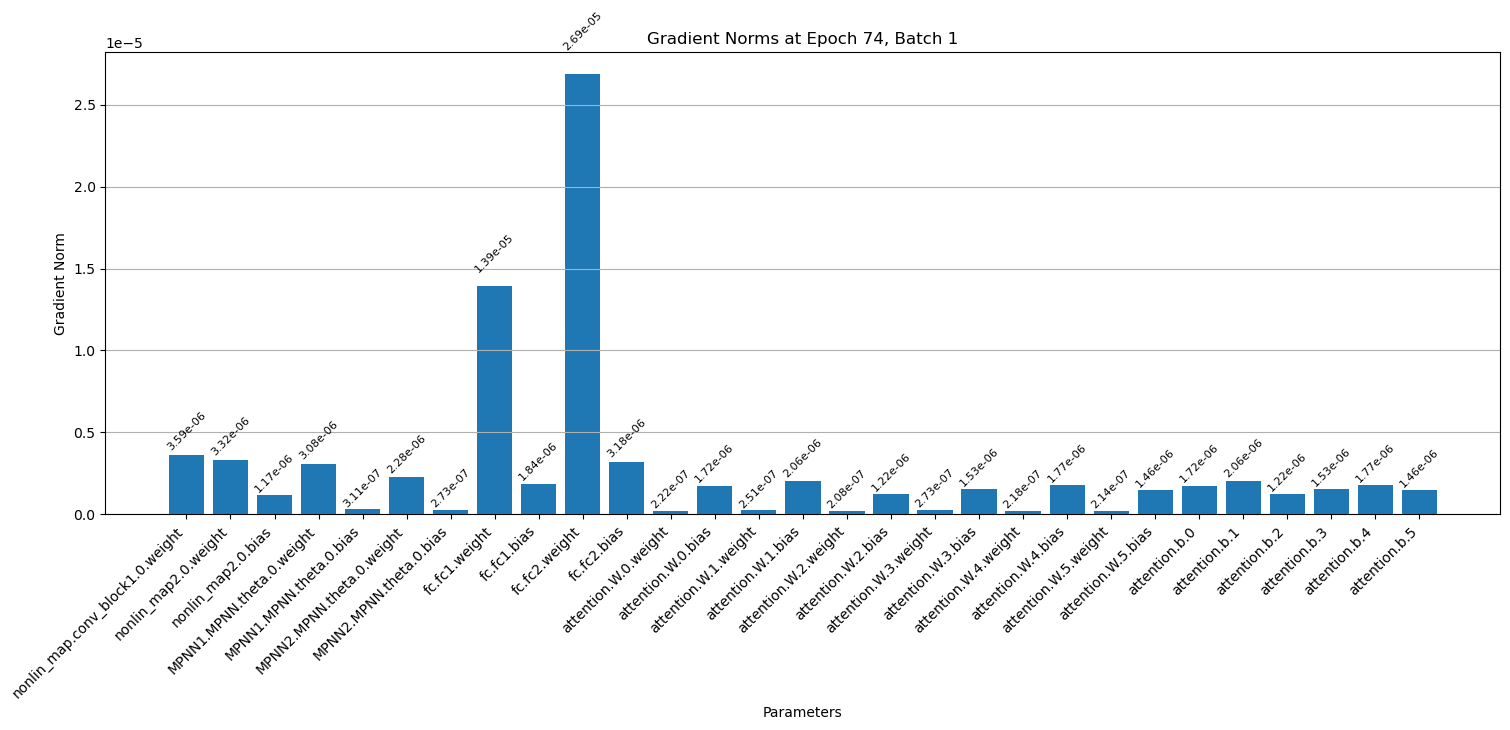 Gradient Norms at Epoch 74, Batch 1
1e−5
Gradient Norm
2.5
2.0
1.5
1.0
0.5
0.0
3.59e-06
3.32e-06
1.17e-06
3.08e-06
3.11e-07
2.28e-06
2.73e-07
1.39e-05
1.84e-06
2.69e-05
3.18e-06
2.22e-07
1.72e-06
2.51e-07
2.06e-06
2.08e-07
1.22e-06
2.73e-07
1.53e-06
2.18e-07
1.77e-06
2.14e-07
1.46e-06
1.72e-06
2.06e-06
1.22e-06
1.53e-06
1.77e-06
1.46e-06
nonlin_map.conv_block1.0.weight
nonlin_map2.0.weight
nonlin_map2.0.bias
MPNN1.MPNN.theta.0.weight
MPNN1.MPNN.theta.0.bias
MPNN2.MPNN.theta.0.weight
MPNN2.MPNN.theta.0.bias
fc.fc1.weight
fc.fc1.bias
fc.fc2.weight
fc.fc2.bias
attention.W.0.weight
attention.W.0.bias
attention.W.1.weight
attention.W.1.bias
attention.W.2.weight
attention.W.2.bias
attention.W.3.weight
attention.W.3.bias
attention.W.4.weight
attention.W.4.bias
attention.W.5.weight
attention.W.5.bias
attention.b.0
attention.b.1
attention.b.2
attention.b.3
attention.b.4
attention.b.5
Parameters